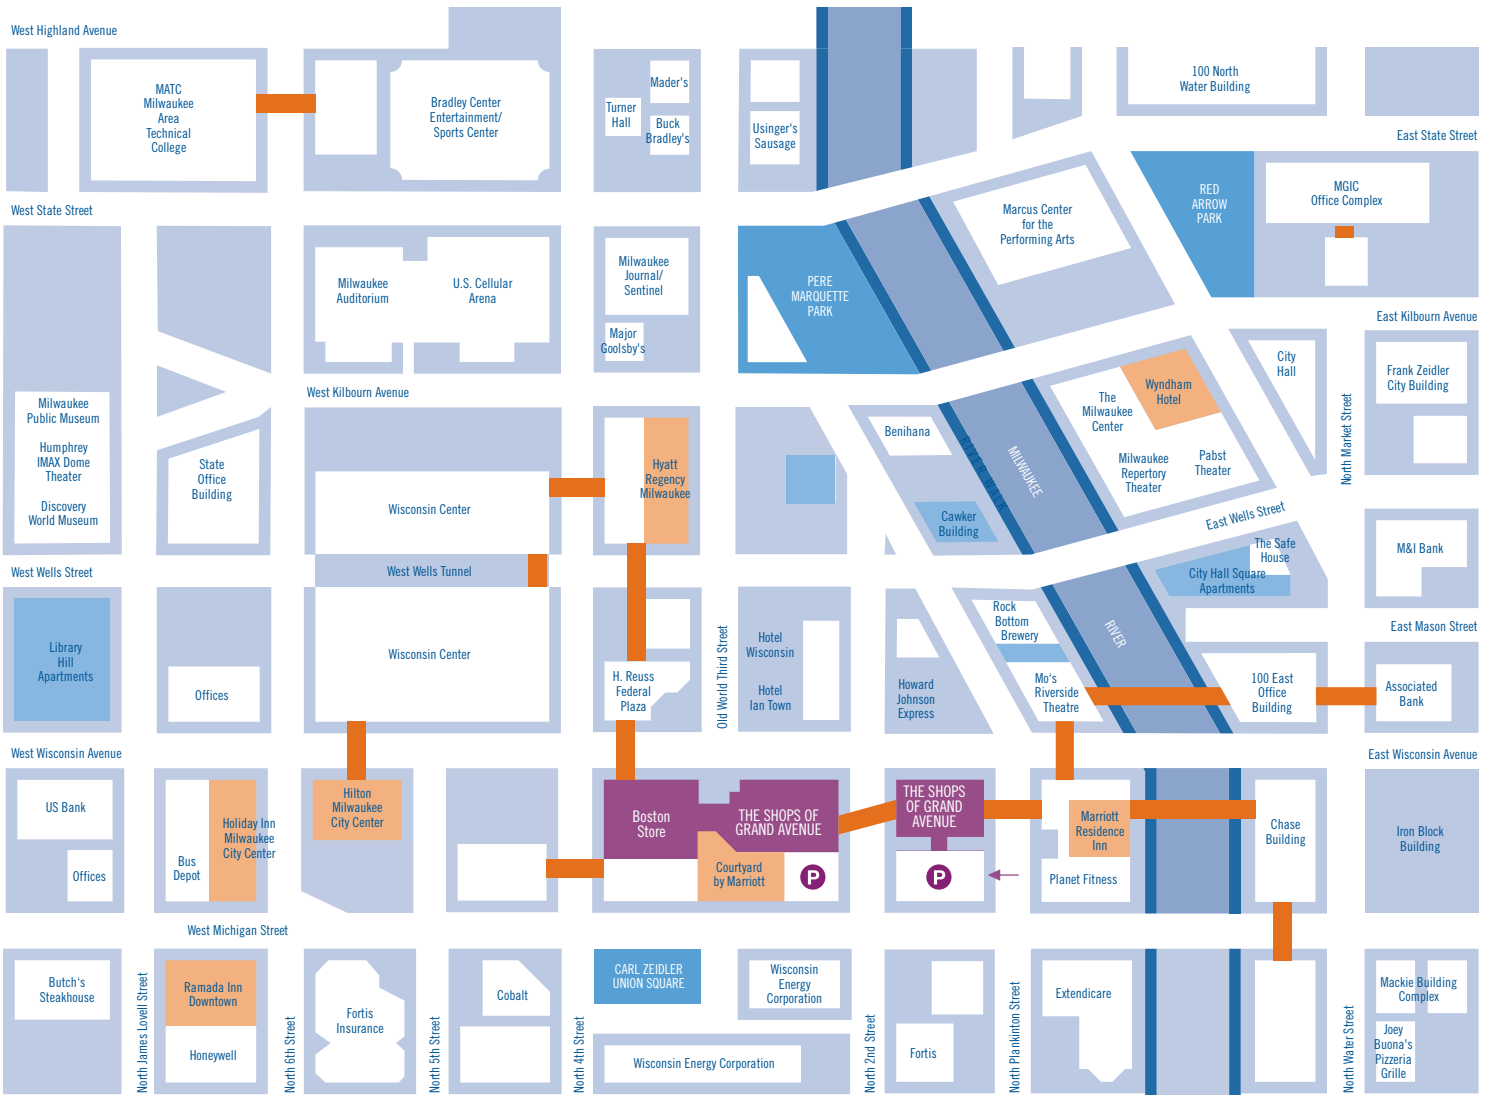 West Highland Avenue
MATC
Milwaukee
Area
Technical
College
Bradley Center
Entertainment/
Sports Center
Mader's
Turner
Hall
Buck
Bradley's
Usinger's
Sausage
100 North
Water Building
East State Street
West State Street
Milwaukee
Auditorium
U.S. Cellular
Arena
Milwaukee
Journal/
Sentinel
Major
Goolsby's
PERE
MARQUETTE
PARK
Marcus Center
for the
Performing Arts
RED
ARROW
PARK
MGIC
Office Complex
East Kilbourn Avenue
West Kilbourn Avenue
Milwaukee
Public Museum
Humphrey
IMAX Dome
Theater
Discovery
World Museum
State
Office
Building
Wisconsin Center
Hyatt
Regency
Milwaukee
Benihana
Cawker
Building
RIVER WALK
MILWAUKEE
The
Milwaukee
Center
Wyndham
Hotel
Milwaukee
Repertory
Theater
Pabst
Theater
City
Hall
North Market Street
Frank Zeidler
City Building
East Wells Street
The Safe
House
City Hall Square
Apartments
M&I Bank
West Wells Street
West Wells Tunnel
East Mason Street
Library
Hill
Apartments
Offices
Wisconsin Center
H. Reuss
Federal
Plaza
Old World Third Street
Hotel
Wisconsin
Hotel
Ian Town
Howard
Johnson
Express
Rock
Bottom
Brewery
Mo's
Riverside
Theatre
RIVER
100 East
Office
Building
Associated
Bank
West Wisconsin Avenue
East Wisconsin Avenue
US Bank
Offices
Bus
Depot
Holiday Inn
Milwaukee
City Center
Hilton
Milwaukee
City Center
Boston
Store
THE SHOPS OF
GRAND AVENUE
Courtyard
by Marriott
P
THE SHOPS
OF GRAND
AVENUE
P
Marriott
Residence
Inn
Planet Fitness
Chase
Building
Iron Block
Building
West Michigan Street
Butch's
Steakhouse
North James Lovell Street
Ramada Inn
Downtown
Honeywell
North 6th Street
Fortis
Insurance
North 5th Street
Cobalt
North 4th Street
CARL ZEIDLER
UNION SQUARE
Wisconsin
Energy
Corporation
Wisconsin Energy Corporation
North 2nd Street
Fortis
North Plankinton Street
Extendicare
North Water Street
Mackie Building
Complex
Joey
Buona's
Pizzeria
Grille